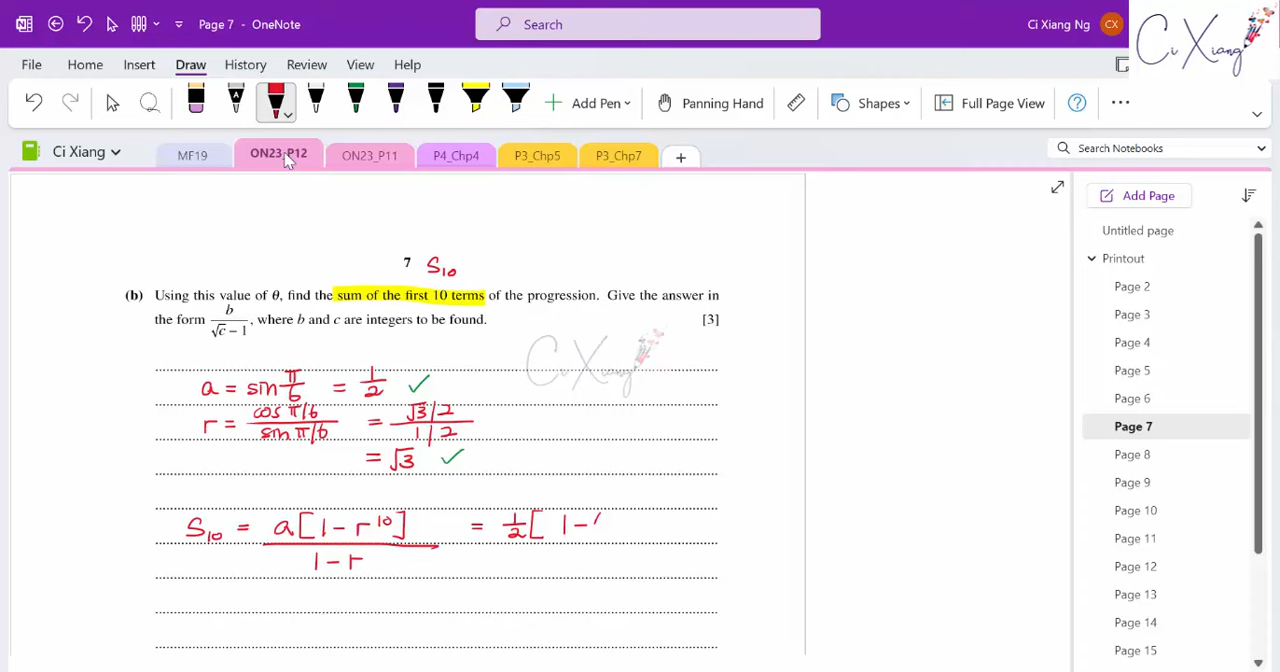 Page 7 - OneNote
Search
Ci Xiang Ng
CX
Ci Xiang
File Home Insert Draw History Review View Help
A
Add Pen
Panning Hand
Shapes
Full Page View
?
Ci Xiang
MF19
ON23_P12
ON23_P11
P4_Chp4
P3_Chp5
P3_Chp7
+
Search Notebooks
7 S₁₀
(b) Using this value of θ, find the sum of the first 10 terms of the progression. Give the answer in
the form b/(√c − 1), where b and c are integers to be found. [3]
Ci Xiang
a = sin π/6 = 1/2 ✓
r = (cos π/6)/(sin π/6) = (√3/2)/(1/2)
= √3 ✓
S₁₀ = a[1 − r¹⁰]/(1 − r) = 1/2 [ 1 −
Add Page
Untitled page
Printout
Page 2
Page 3
Page 4
Page 5
Page 6
Page 7
Page 8
Page 9
Page 10
Page 11
Page 12
Page 13
Page 14
Page 15